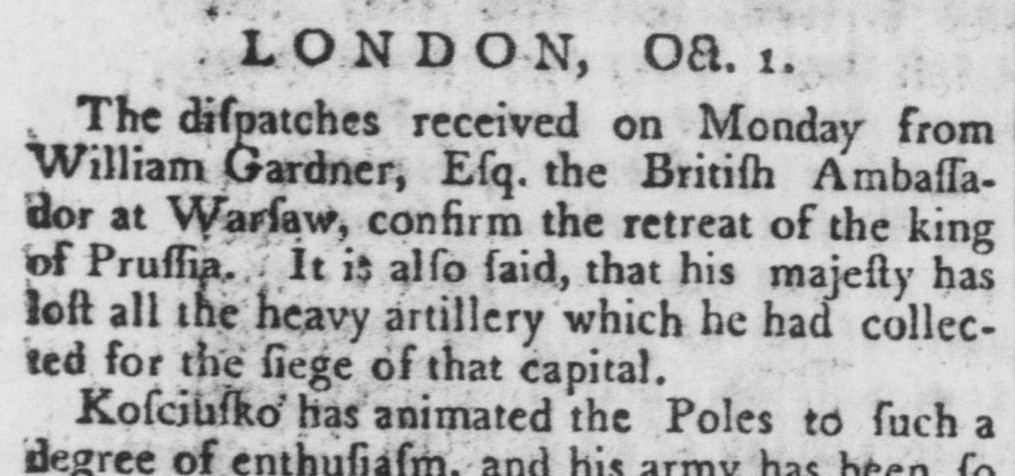 LONDON, Oct. 1.
The diſpatches received on Monday from
William Gardner, Eſq. the Britiſh Ambaſſa-
dor at Warſaw, confirm the retreat of the king
of Pruſſia. It is alſo ſaid, that his majeſty has
loſt all the heavy artillery which he had collec-
ted for the ſiege of that capital.
Koſciuſko has animated the Poles to ſuch a
degree of enthuſiaſm, and his army has been ſo